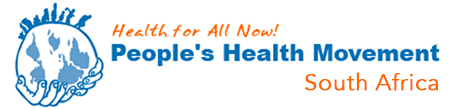 Health for All Now!
People's Health Movement
South Africa